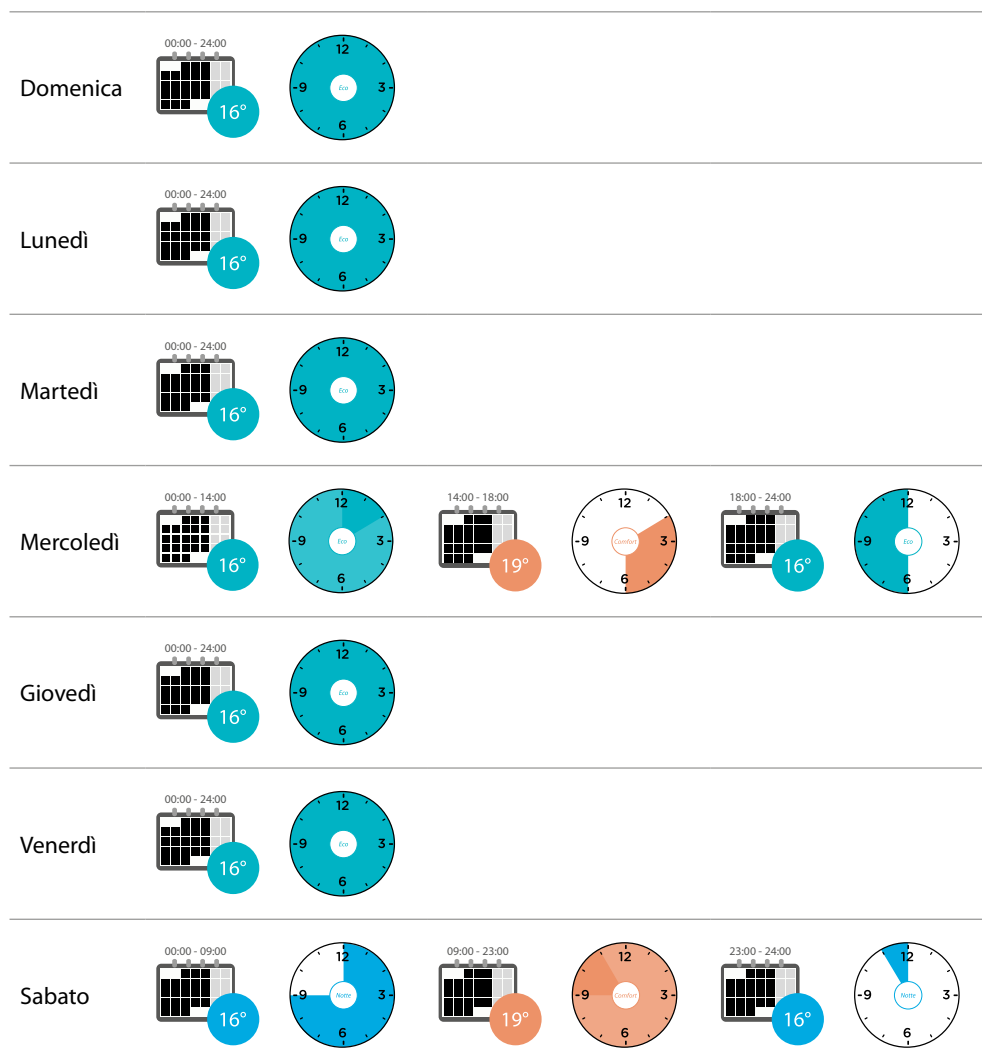 Domenica
00:00 - 24:00
16°
12
9
3
6
Eco
Lunedì
00:00 - 24:00
16°
12
9
3
6
Eco
Martedì
00:00 - 24:00
16°
12
9
3
6
Eco
Mercoledì
00:00 - 14:00
16°
12
9
3
6
Eco
14:00 - 18:00
19°
12
9
3
6
Comfort
18:00 - 24:00
16°
12
9
3
6
Eco
Giovedì
00:00 - 24:00
16°
12
9
3
6
Eco
Venerdì
00:00 - 24:00
16°
12
9
3
6
Eco
Sabato
00:00 - 09:00
16°
12
9
3
6
Notte
09:00 - 23:00
19°
12
9
3
6
Comfort
23:00 - 24:00
16°
12
9
3
6
Notte